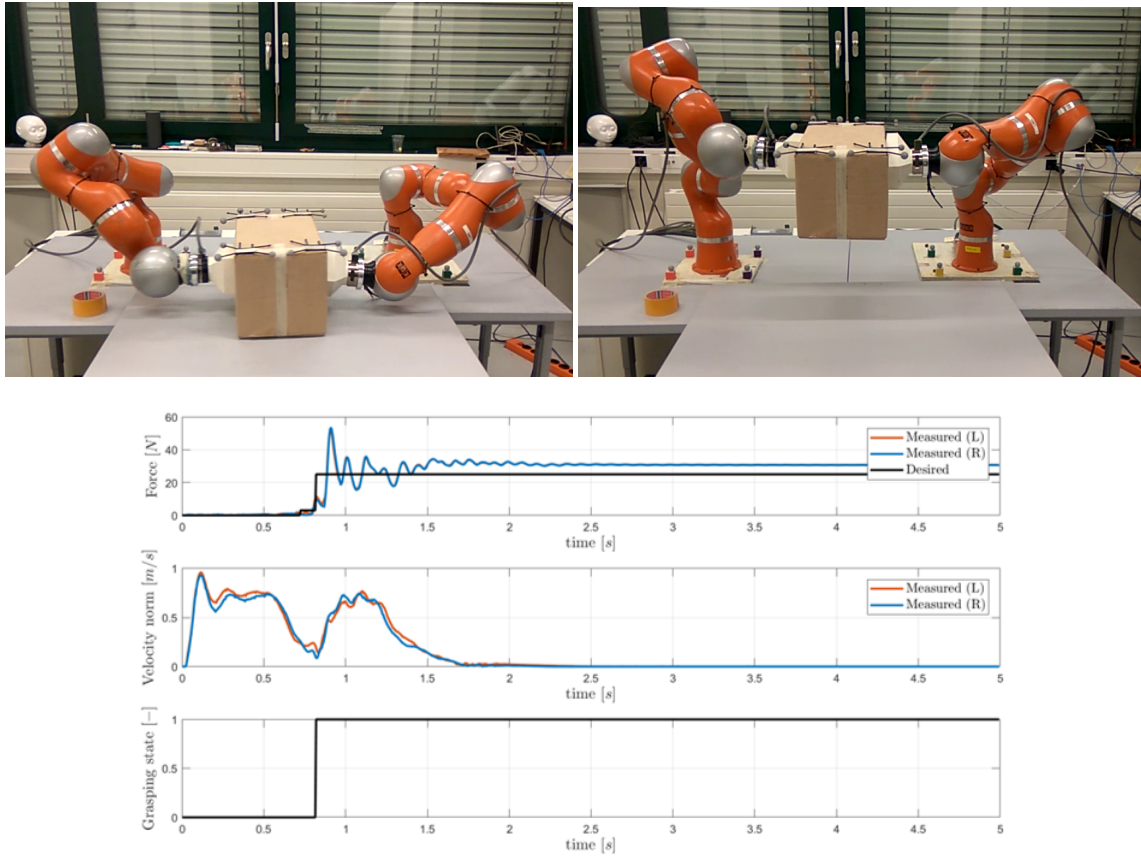 60
40
20
0
Force [N]
Measured (L)
Measured (R)
Desired
0 0.5 1 1.5 2 2.5 3 3.5 4 4.5 5
time [s]
1
0.5
0
Velocity norm [m/s]
Measured (L)
Measured (R)
0 0.5 1 1.5 2 2.5 3 3.5 4 4.5 5
time [s]
1
0.5
0
Grasping state [−]
0 0.5 1 1.5 2 2.5 3 3.5 4 4.5 5
time [s]